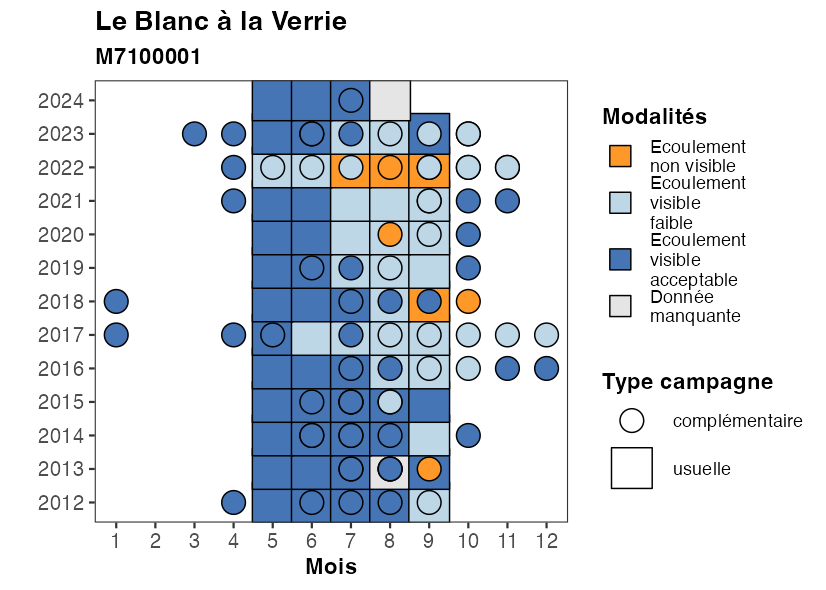 Le Blanc à la Verrie
M7100001
2024
2023
2022
2021
2020
2019
2018
2017
2016
2015
2014
2013
2012
1 2 3 4 5 6 7 8 9 10 11 12
Mois
Modalités
Ecoulement
non visible
Ecoulement
visible
faible
Ecoulement
visible
acceptable
Donnée
manquante
Type campagne
complémentaire
usuelle